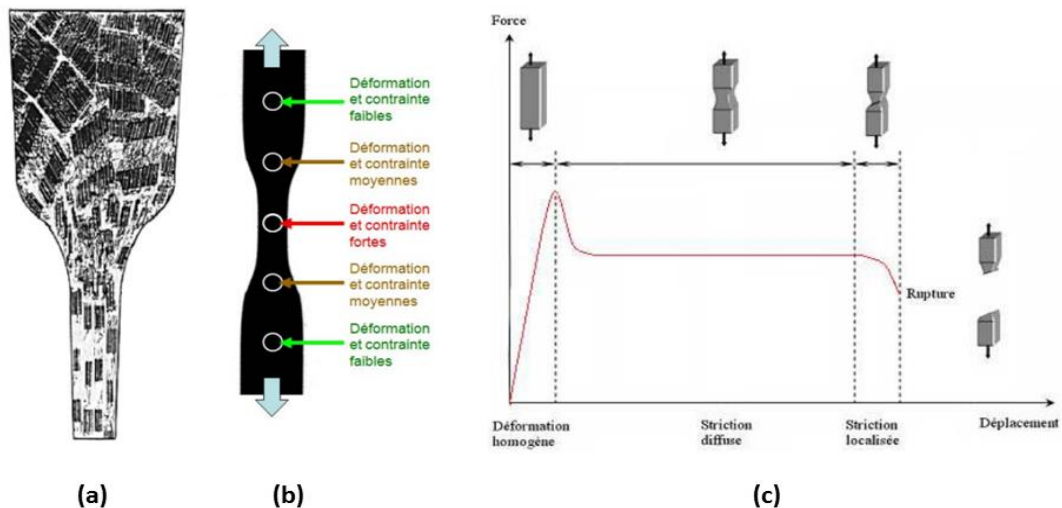 Déformation
et contrainte
faibles
Déformation
et contrainte
moyennes
Déformation
et contrainte
fortes
Déformation
et contrainte
moyennes
Déformation
et contrainte
faibles
Force
Rupture
Déformation
homogène
Striction
diffuse
Striction
localisée
Déplacement
(a)
(b)
(c)